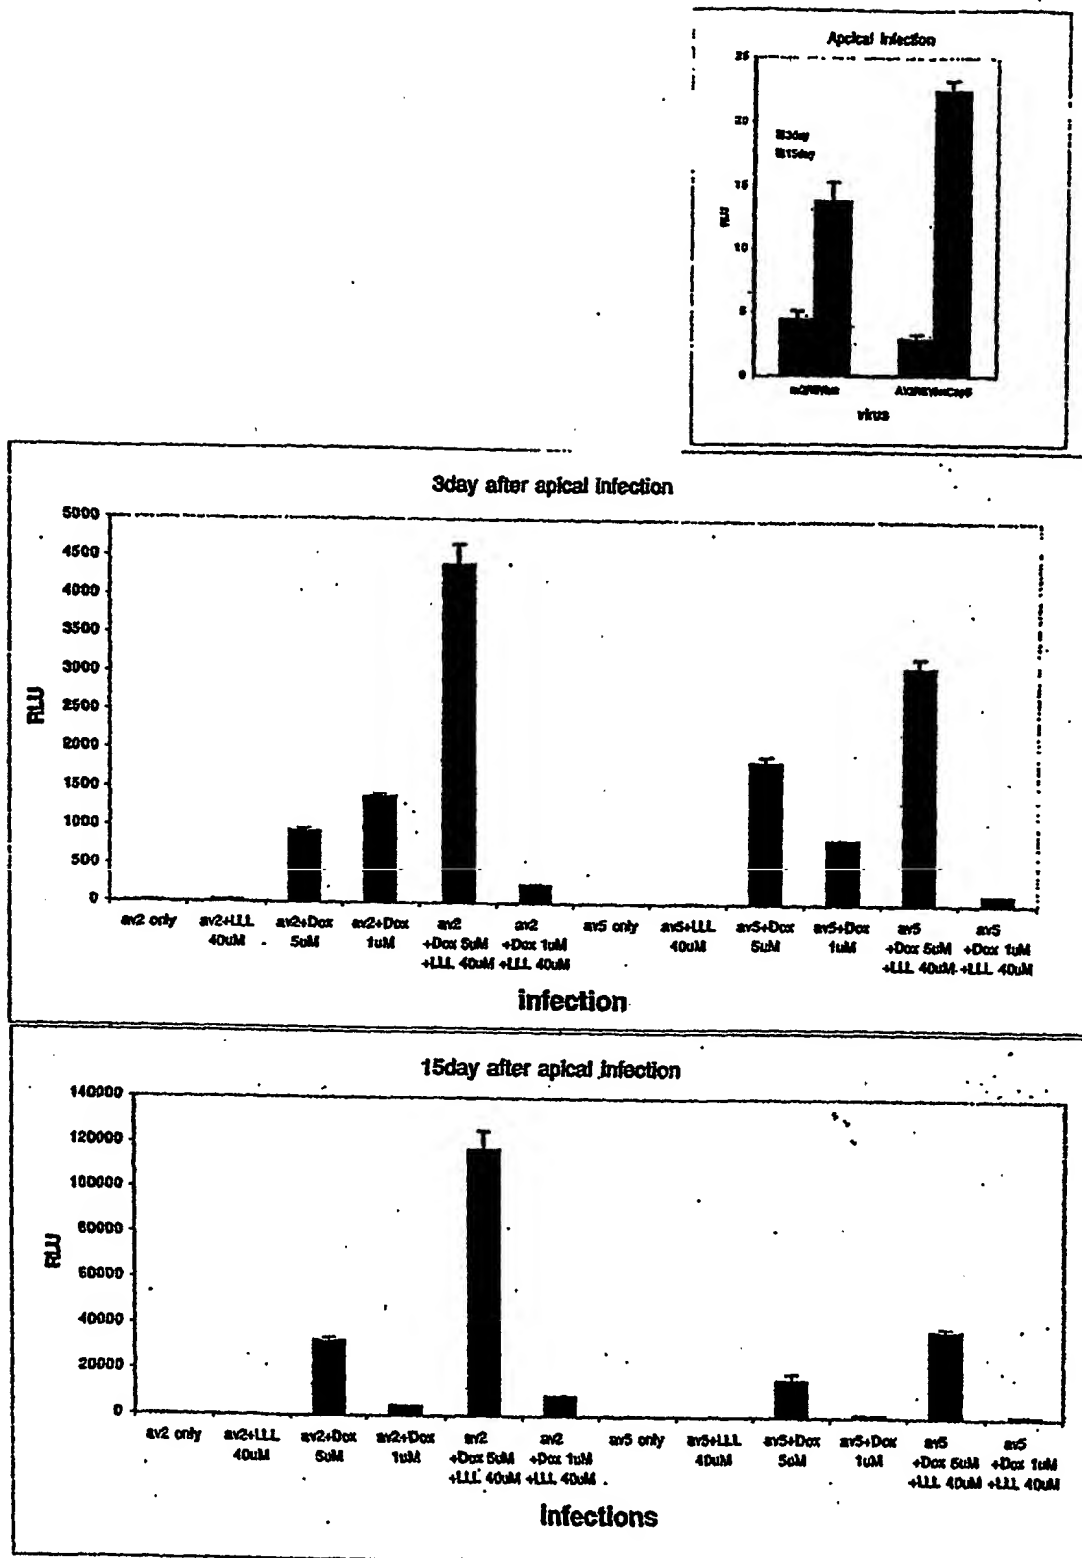 Apcical Infection
25
20
15
10
5
0
3day
15day
RLU
virus
3day after apical infection
5000
4500
4000
3500
3000
2500
2000
1500
1000
500
0
RLU
av2 only
av2+LLL 40uM
av2+Dox 5uM
av2+Dox 1uM
av2 +Dox 5uM +LLL 40uM
av2 +Dox 1uM +LLL 40uM
av5 only
av5+LLL 40uM
av5+Dox 5uM
av5+Dox 1uM
av5 +Dox 5uM +LLL 40uM
av5 +Dox 1uM +LLL 40uM
infection
15day after apical infection
140000
120000
100000
80000
60000
40000
20000
0
RLU
av2 only
av2+LLL 40uM
av2+Dox 5uM
av2+Dox 1uM
av2 +Dox 5uM +LLL 40uM
av2 +Dox 1uM +LLL 40uM
av5 only
av5+LLL 40uM
av5+Dox 5uM
av5+Dox 1uM
av5 +Dox 5uM +LLL 40uM
av5 +Dox 1uM +LLL 40uM
infections